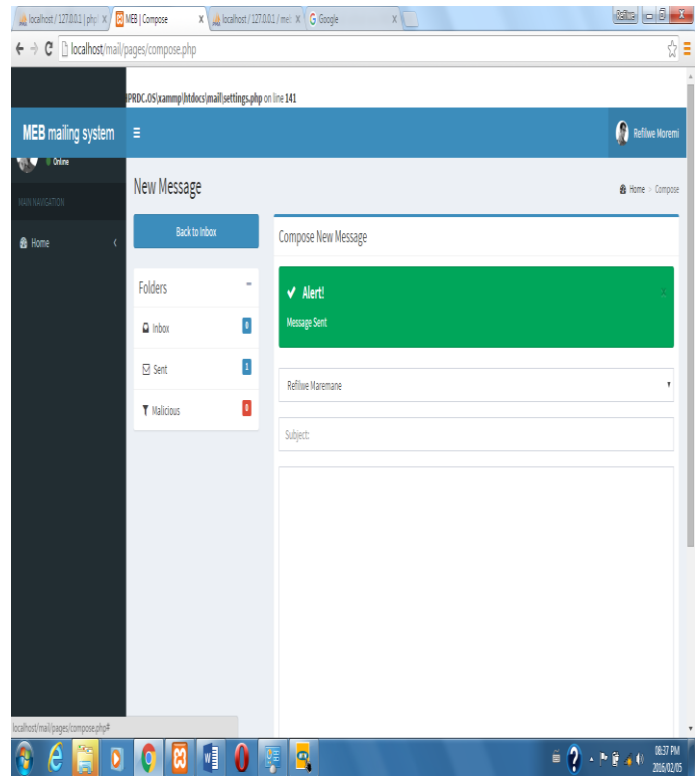 localhost / 127.0.0.1 | php
MEB | Compose
localhost / 127.0.0.1 / me
Google
Refilwe
localhost/mail/pages/compose.php
PRDC.OS\xammp\htdocs\mail\settings.php on line 141
MEB mailing system
Refilwe Moremi
Online
New Message
Home > Compose
MAIN NAVIGATION
Home
Back to Inbox
Compose New Message
Folders
Alert!
Message Sent
Inbox 0
Sent 1
Malicious 0
Refilwe Maremane
Subject:
localhost/mail/pages/compose.php#
08:37 PM
2016/02/05